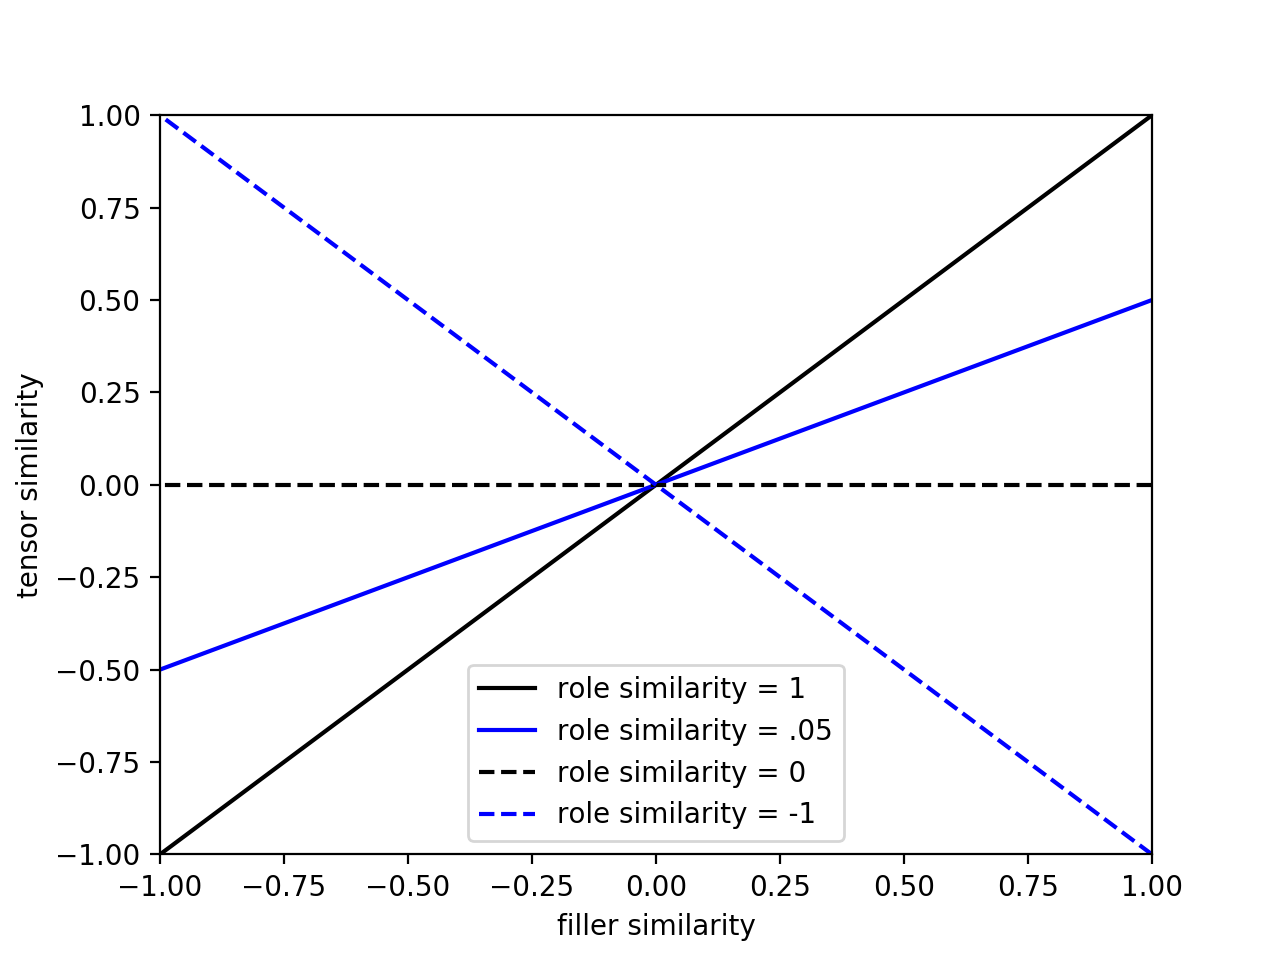 1.00
0.75
0.50
0.25
0.00
−0.25
−0.50
−0.75
−1.00
tensor similarity
role similarity = 1
role similarity = .05
role similarity = 0
role similarity = -1
−1.00 −0.75 −0.50 −0.25 0.00 0.25 0.50 0.75 1.00
filler similarity